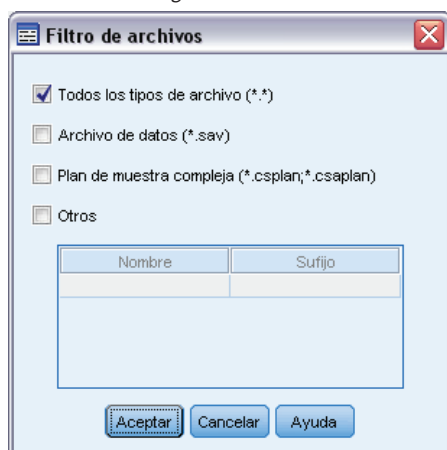 Filtro de archivos
Todos los tipos de archivo (*.*)
Archivo de datos (*.sav)
Plan de muestra compleja (*.csplan;*.csaplan)
Otros
Nombre Sufijo
Aceptar Cancelar Ayuda